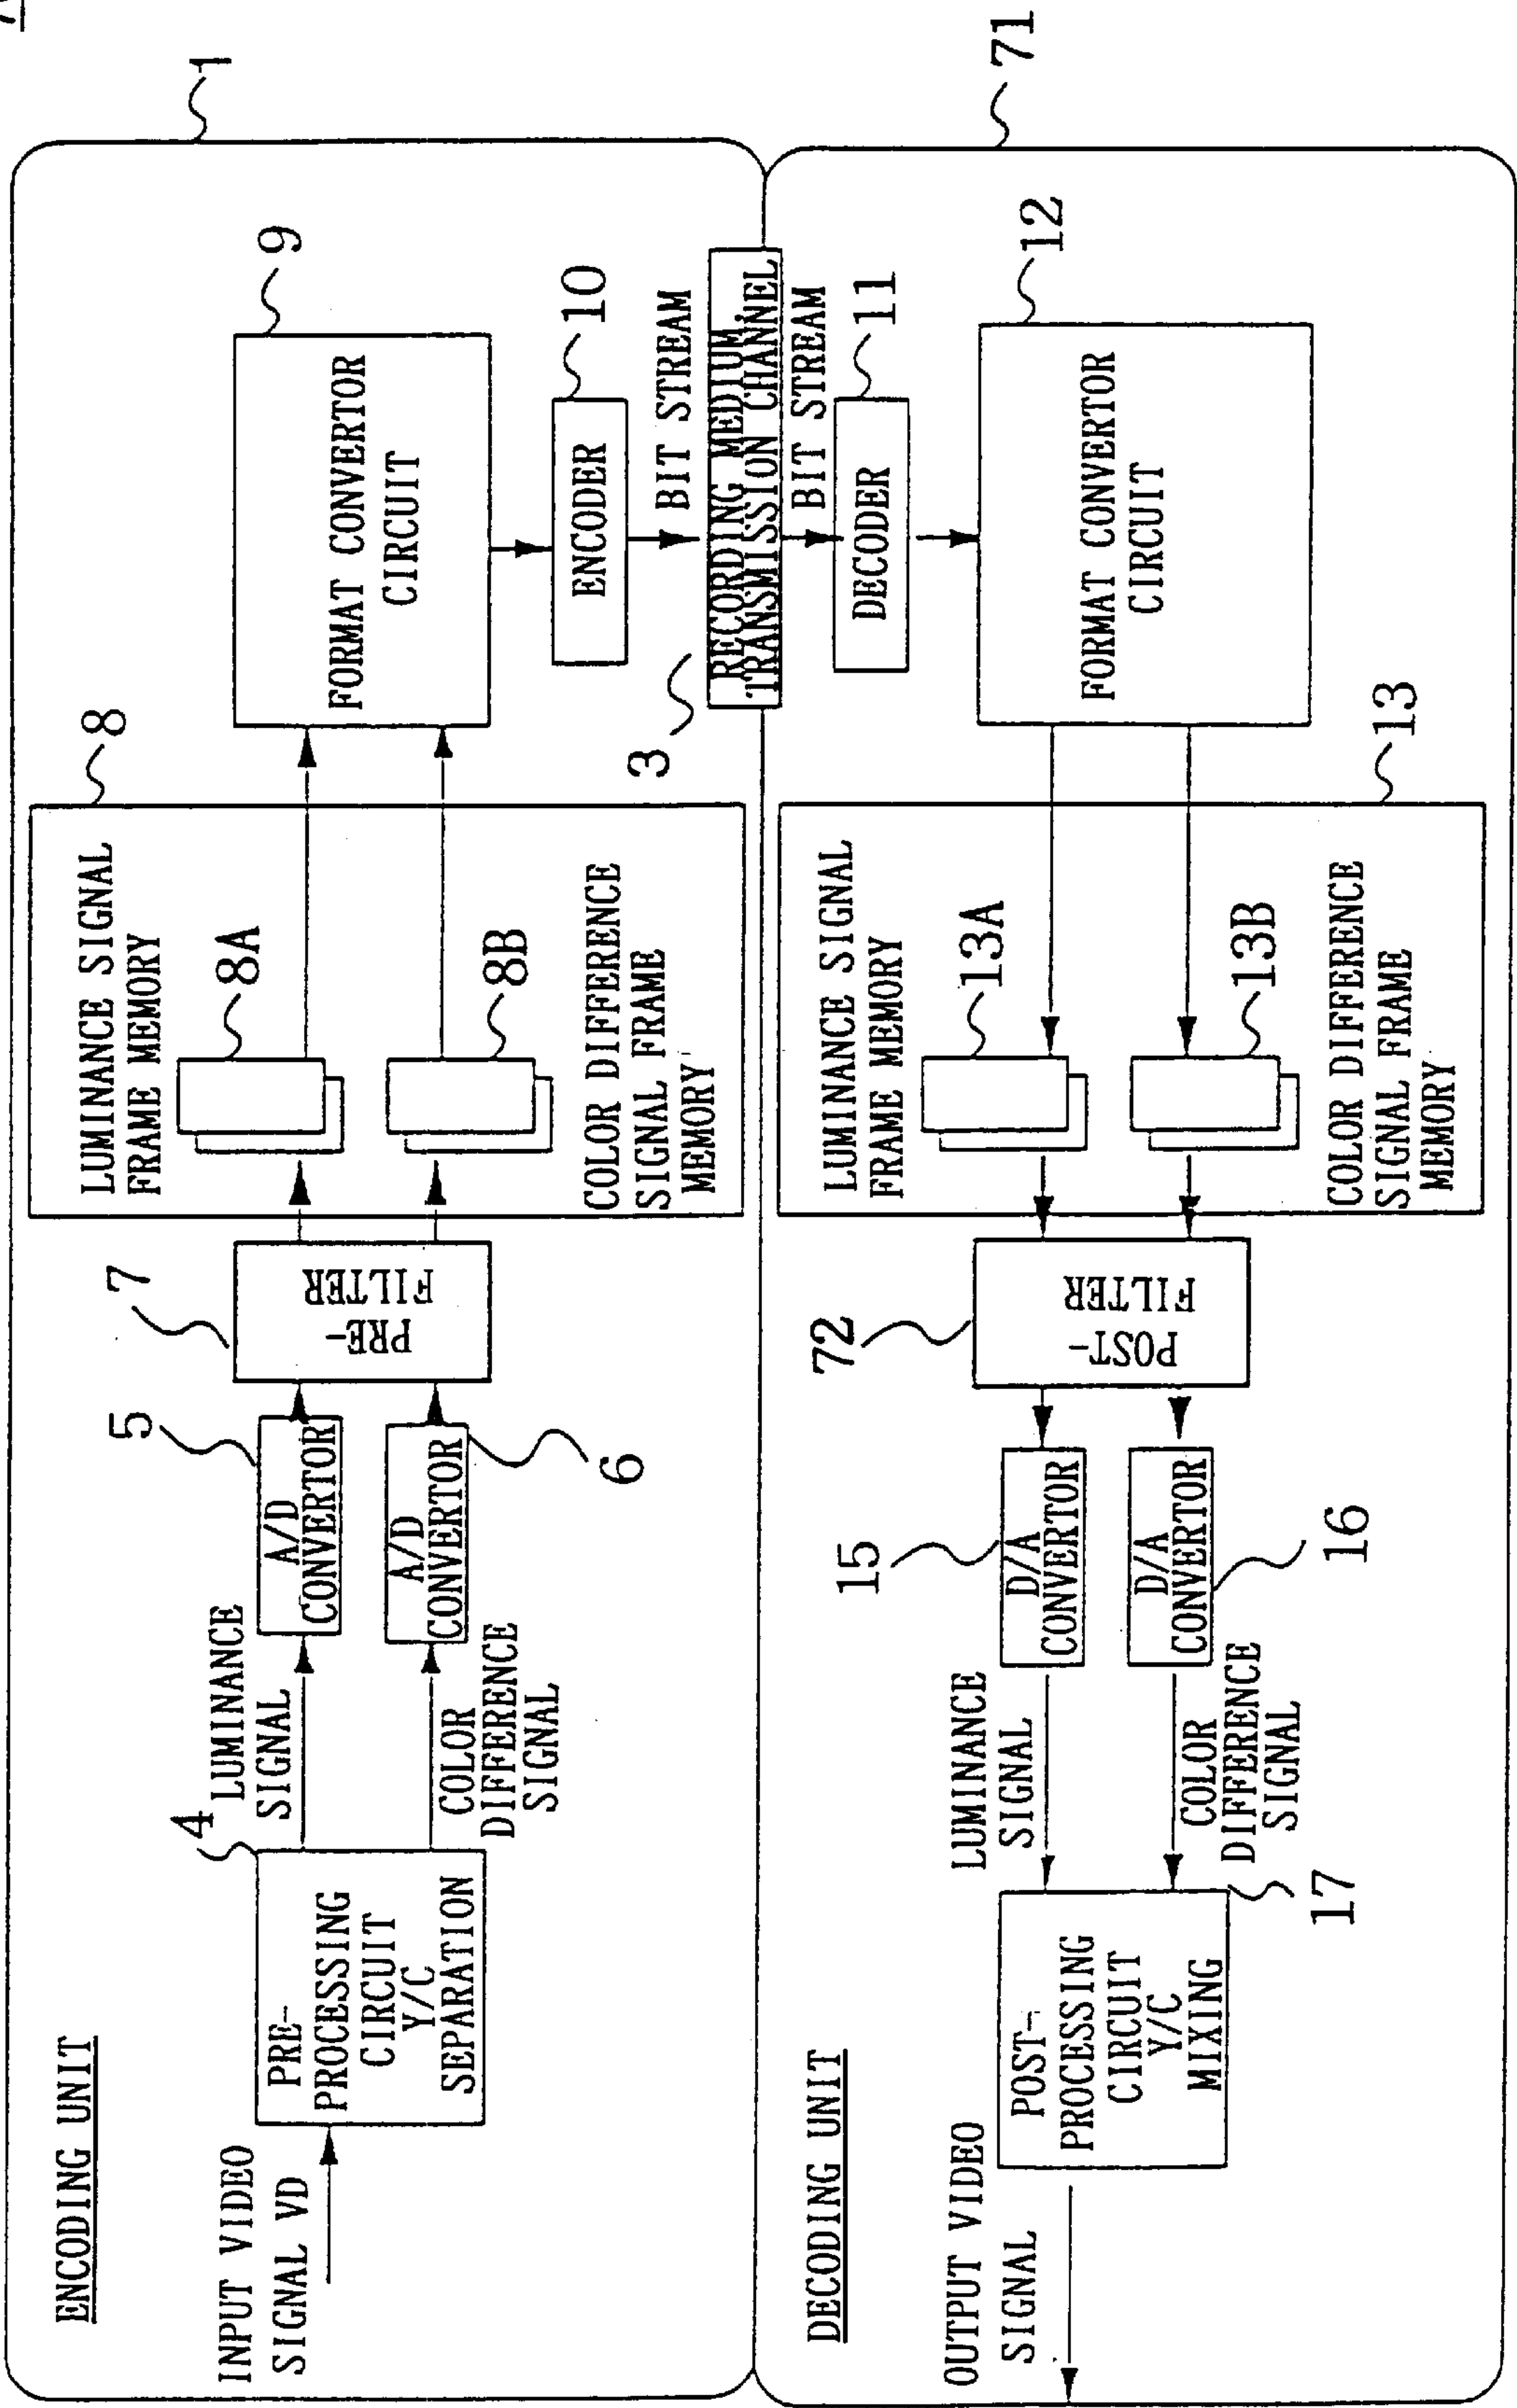 1
ENCODING UNIT
INPUT VIDEO
SIGNAL VD
4
PRE-
PROCESSING
CIRCUIT
Y/C
SEPARATION
LUMINANCE
SIGNAL
COLOR
DIFFERENCE
SIGNAL
5
A/D
CONVERTOR
A/D
CONVERTOR
6
7
PRE-
FILTER
8
LUMINANCE SIGNAL
FRAME MEMORY
8A
8B
COLOR DIFFERENCE
SIGNAL FRAME
MEMORY
9
FORMAT CONVERTOR
CIRCUIT
10
ENCODER
BIT STREAM
3
RECORDING MEDIUM,
TRANSMISSION CHANNEL
BIT STREAM
71
DECODING UNIT
11
DECODER
12
FORMAT CONVERTOR
CIRCUIT
13
LUMINANCE SIGNAL
FRAME MEMORY
13A
13B
COLOR DIFFERENCE
SIGNAL FRAME
MEMORY
72
POST-
FILTER
15
D/A
CONVERTOR
D/A
CONVERTOR
16
LUMINANCE
SIGNAL
COLOR
DIFFERENCE
SIGNAL
17
POST-
PROCESSING
CIRCUIT
Y/C
MIXING
OUTPUT VIDEO
SIGNAL